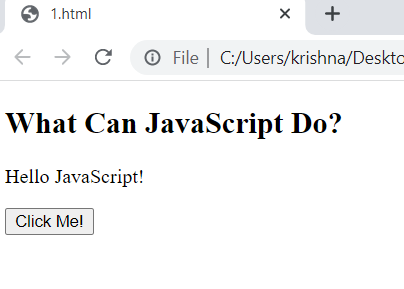 1.html
File | C:/Users/krishna/Deskto
What Can JavaScript Do?
Hello JavaScript!
Click Me!